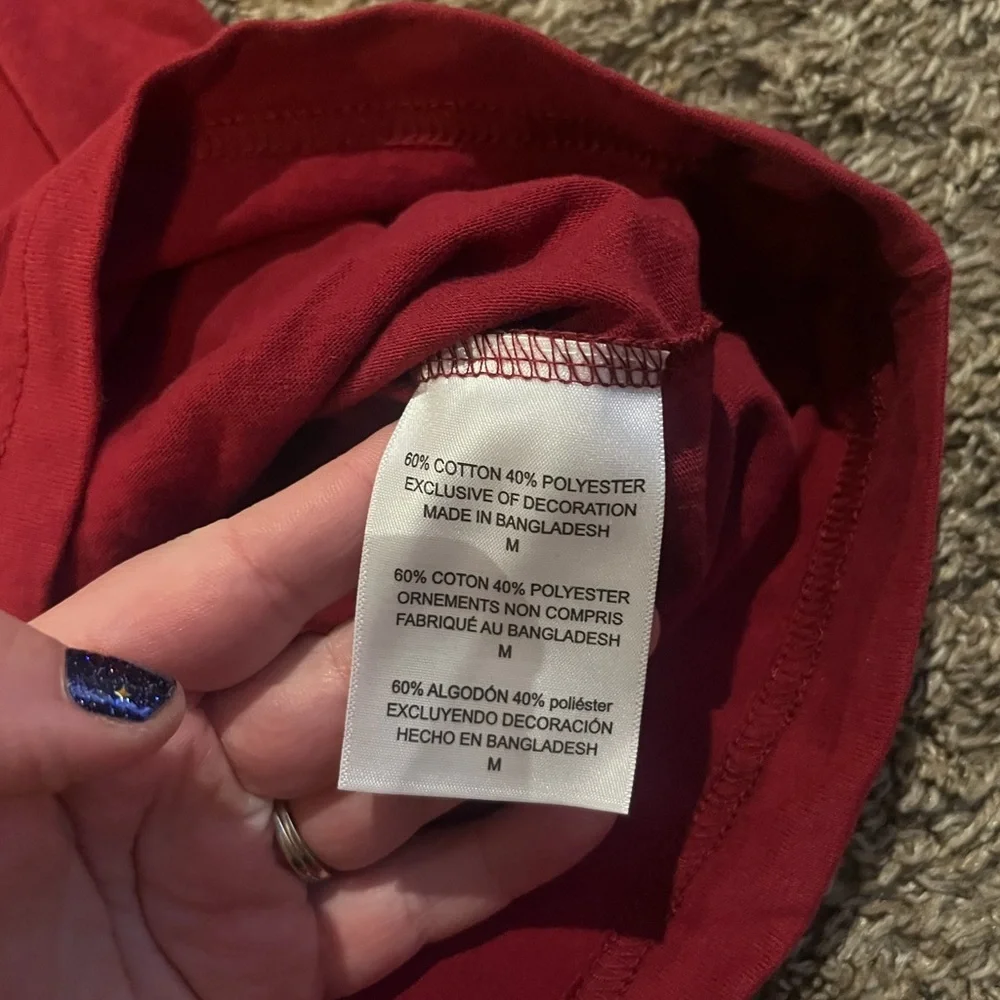 60% COTTON 40% POLYESTER
EXCLUSIVE OF DECORATION
MADE IN BANGLADESH
M
60% COTON 40% POLYESTER
ORNEMENTS NON COMPRIS
FABRIQUÉ AU BANGLADESH
M
60% ALGODÓN 40% poliéster
EXCLUYENDO DECORACIÓN
HECHO EN BANGLADESH
M